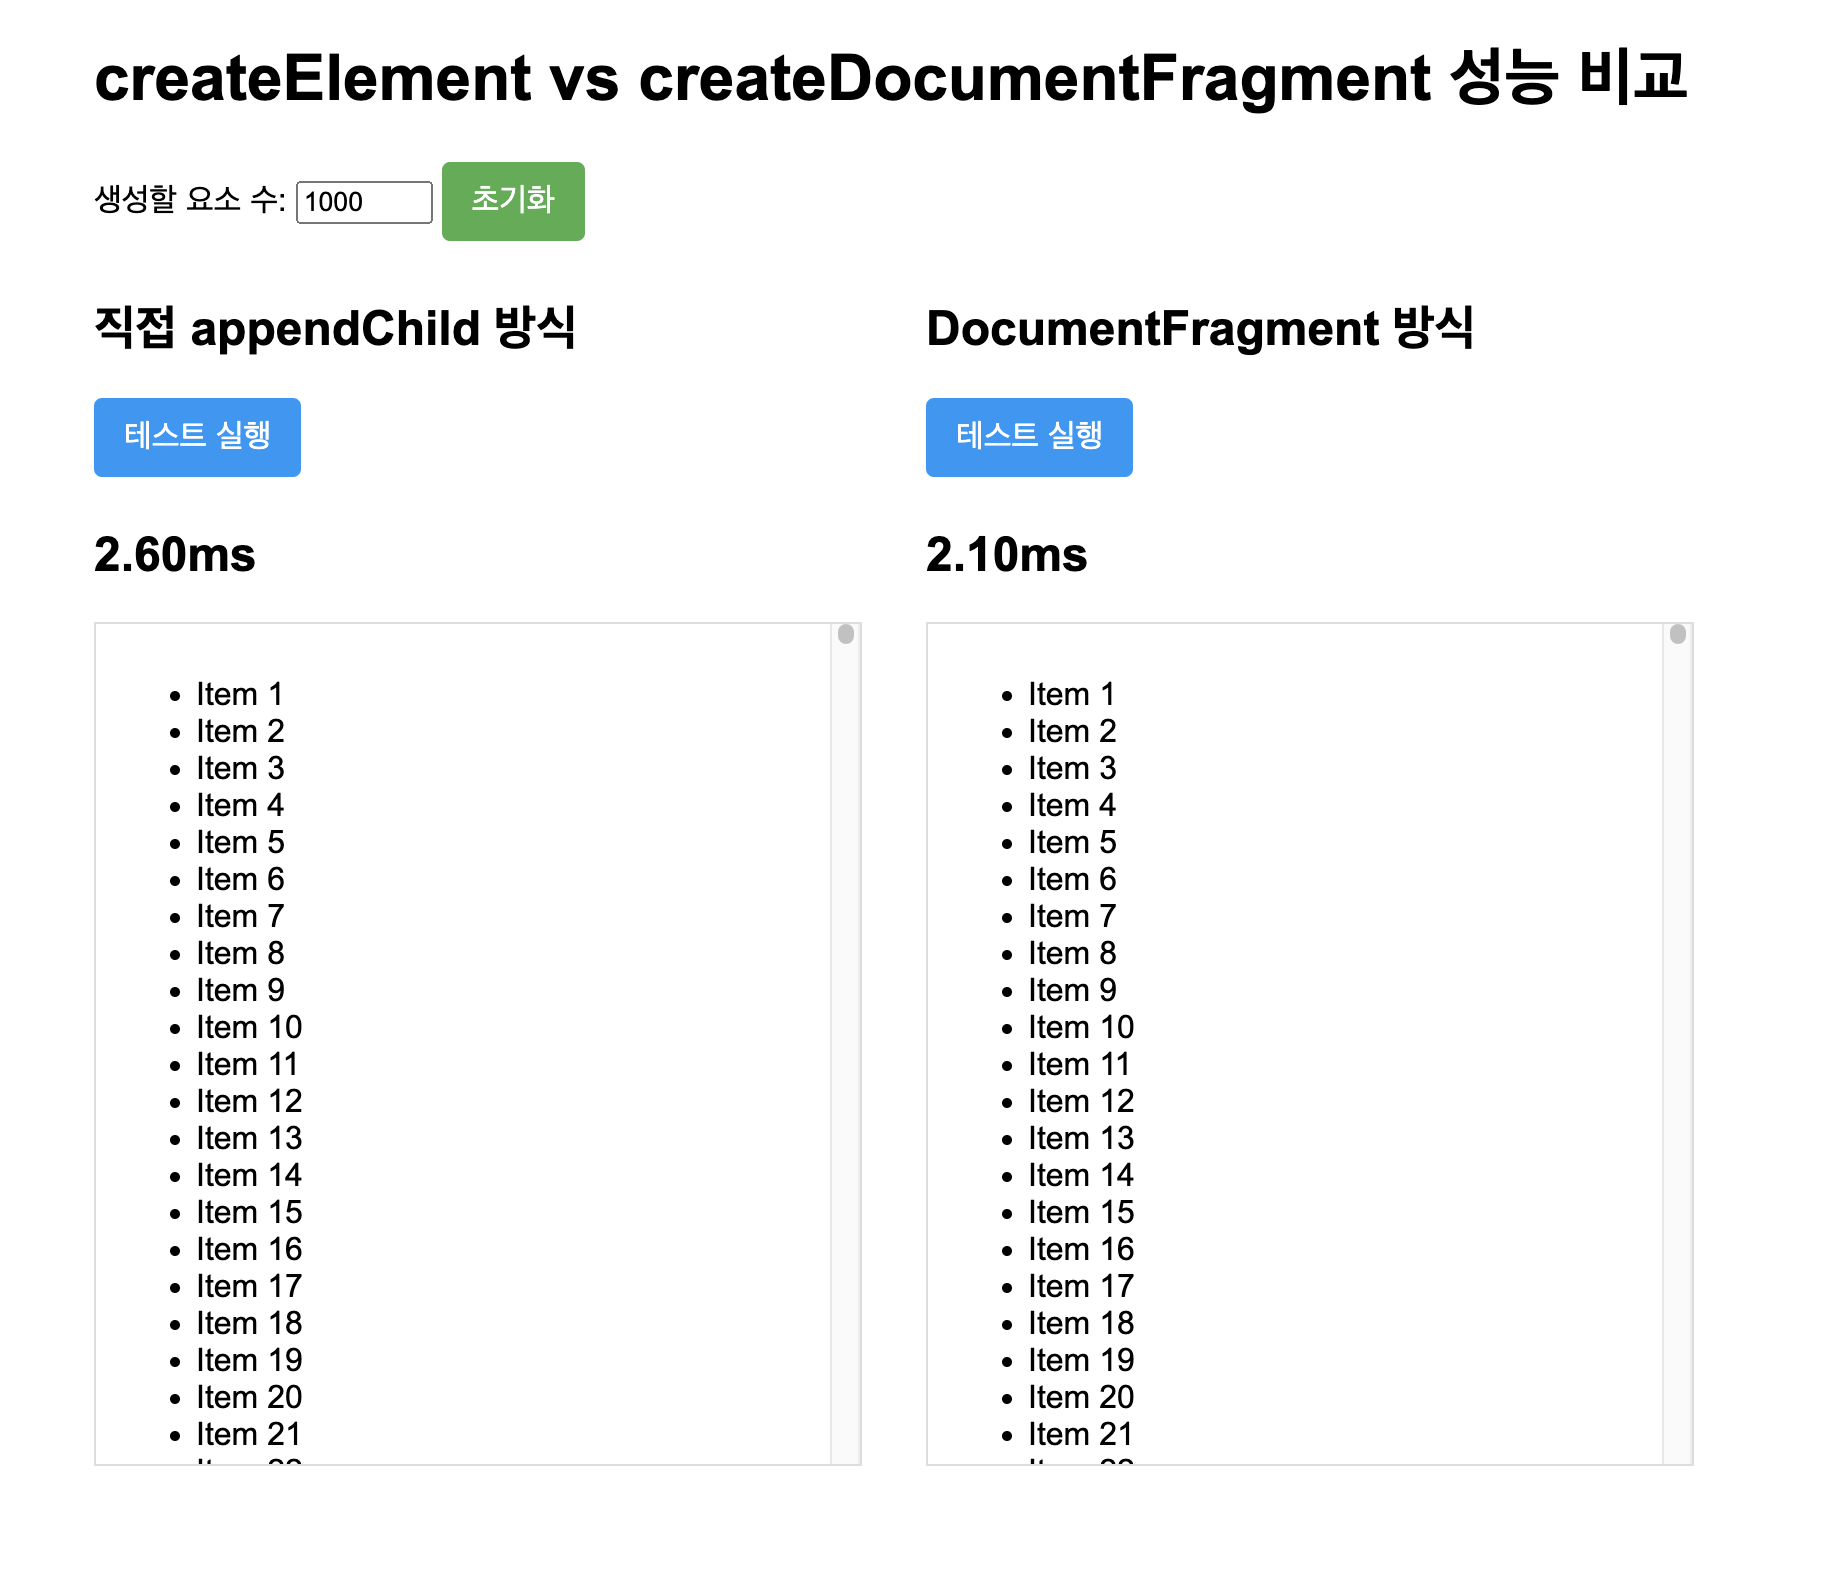 createElement vs createDocumentFragment 성능 비교
생성할 요소 수: 1000 초기화
직접 appendChild 방식
테스트 실행
2.60ms
Item 1
Item 2
Item 3
Item 4
Item 5
Item 6
Item 7
Item 8
Item 9
Item 10
Item 11
Item 12
Item 13
Item 14
Item 15
Item 16
Item 17
Item 18
Item 19
Item 20
Item 21
DocumentFragment 방식
테스트 실행
2.10ms
Item 1
Item 2
Item 3
Item 4
Item 5
Item 6
Item 7
Item 8
Item 9
Item 10
Item 11
Item 12
Item 13
Item 14
Item 15
Item 16
Item 17
Item 18
Item 19
Item 20
Item 21